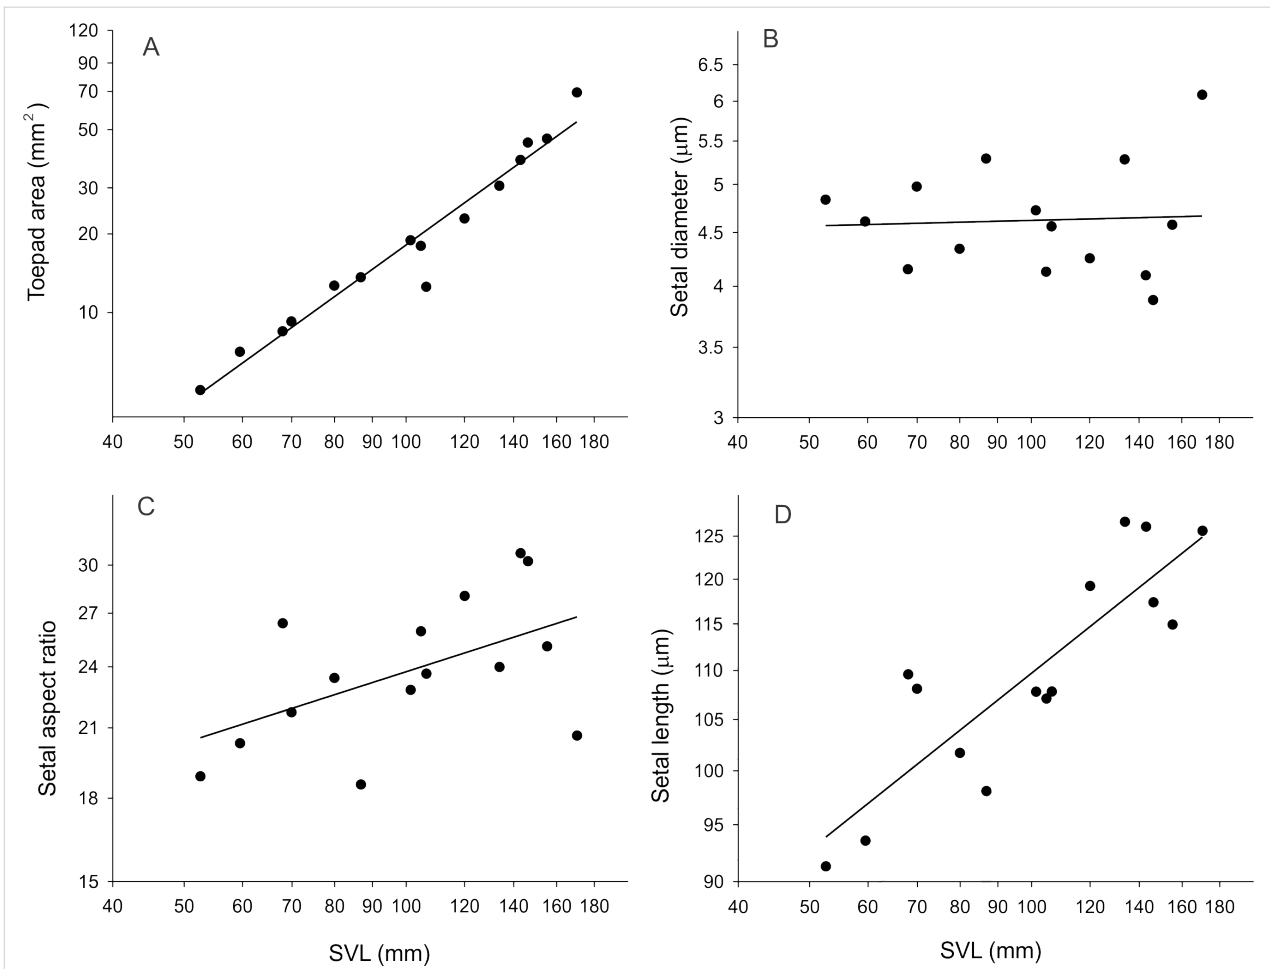 A
120
90
70
50
30
20
10
Toepad area (mm²)
40 50 60 70 80 90 100 120 140 160 180
B
6.5
6
5.5
5
4.5
4
3.5
3
Setal diameter (μm)
40 50 60 70 80 90 100 120 140 160 180
C
30
27
24
21
18
15
Setal aspect ratio
40 50 60 70 80 90 100 120 140 160 180
SVL (mm)
D
125
120
115
110
105
100
95
90
Setal length (μm)
40 50 60 70 80 90 100 120 140 160 180
SVL (mm)